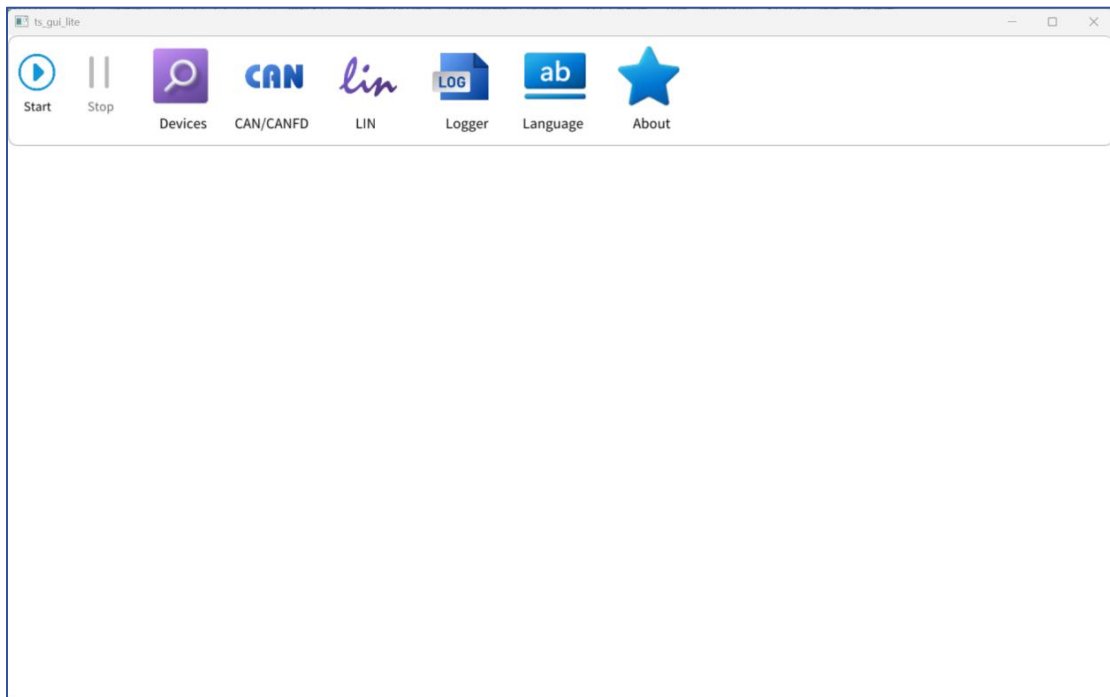 ts_gui_lite
CAN
lin
LOG
ab
Start
Stop
Devices
CAN/CANFD
LIN
Logger
Language
About